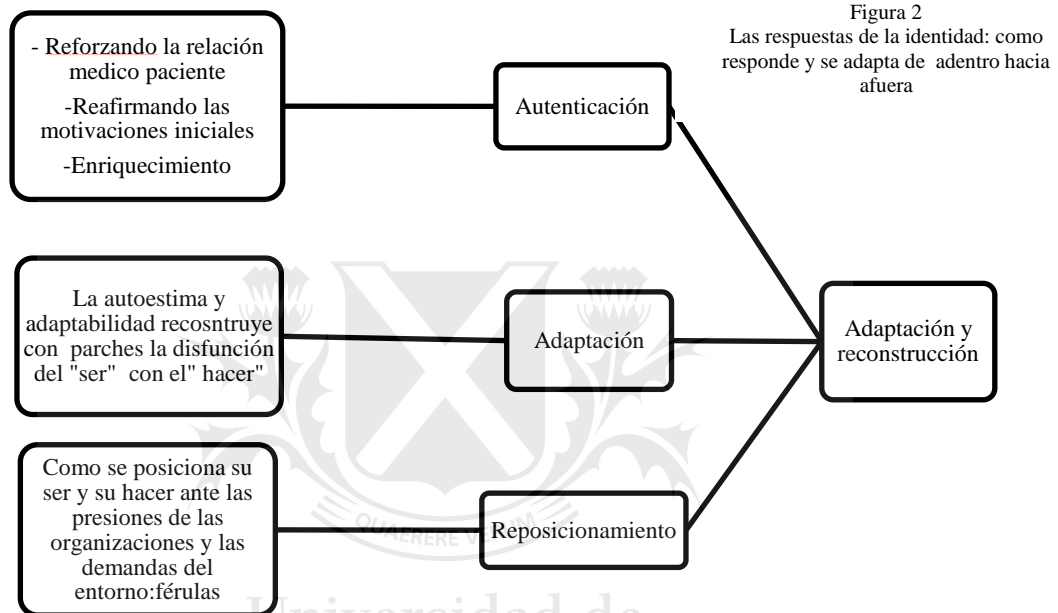 Figura 2
Las respuestas de la identidad: como
responde y se adapta de adentro hacia
afuera
- Reforzando la relación
medico paciente
-Reafirmando las
motivaciones iniciales
-Enriquecimiento
Autenticación
La autoestima y
adaptabilidad recosntruye
con parches la disfunción
del "ser" con el" hacer"
Adaptación
Adaptación y
reconstrucción
Como se posiciona su
ser y su hacer ante las
presiones de las
organizaciones y las
demandas del
entorno:férulas
Reposicionamiento
QUAERERE VERUM
Universidad de